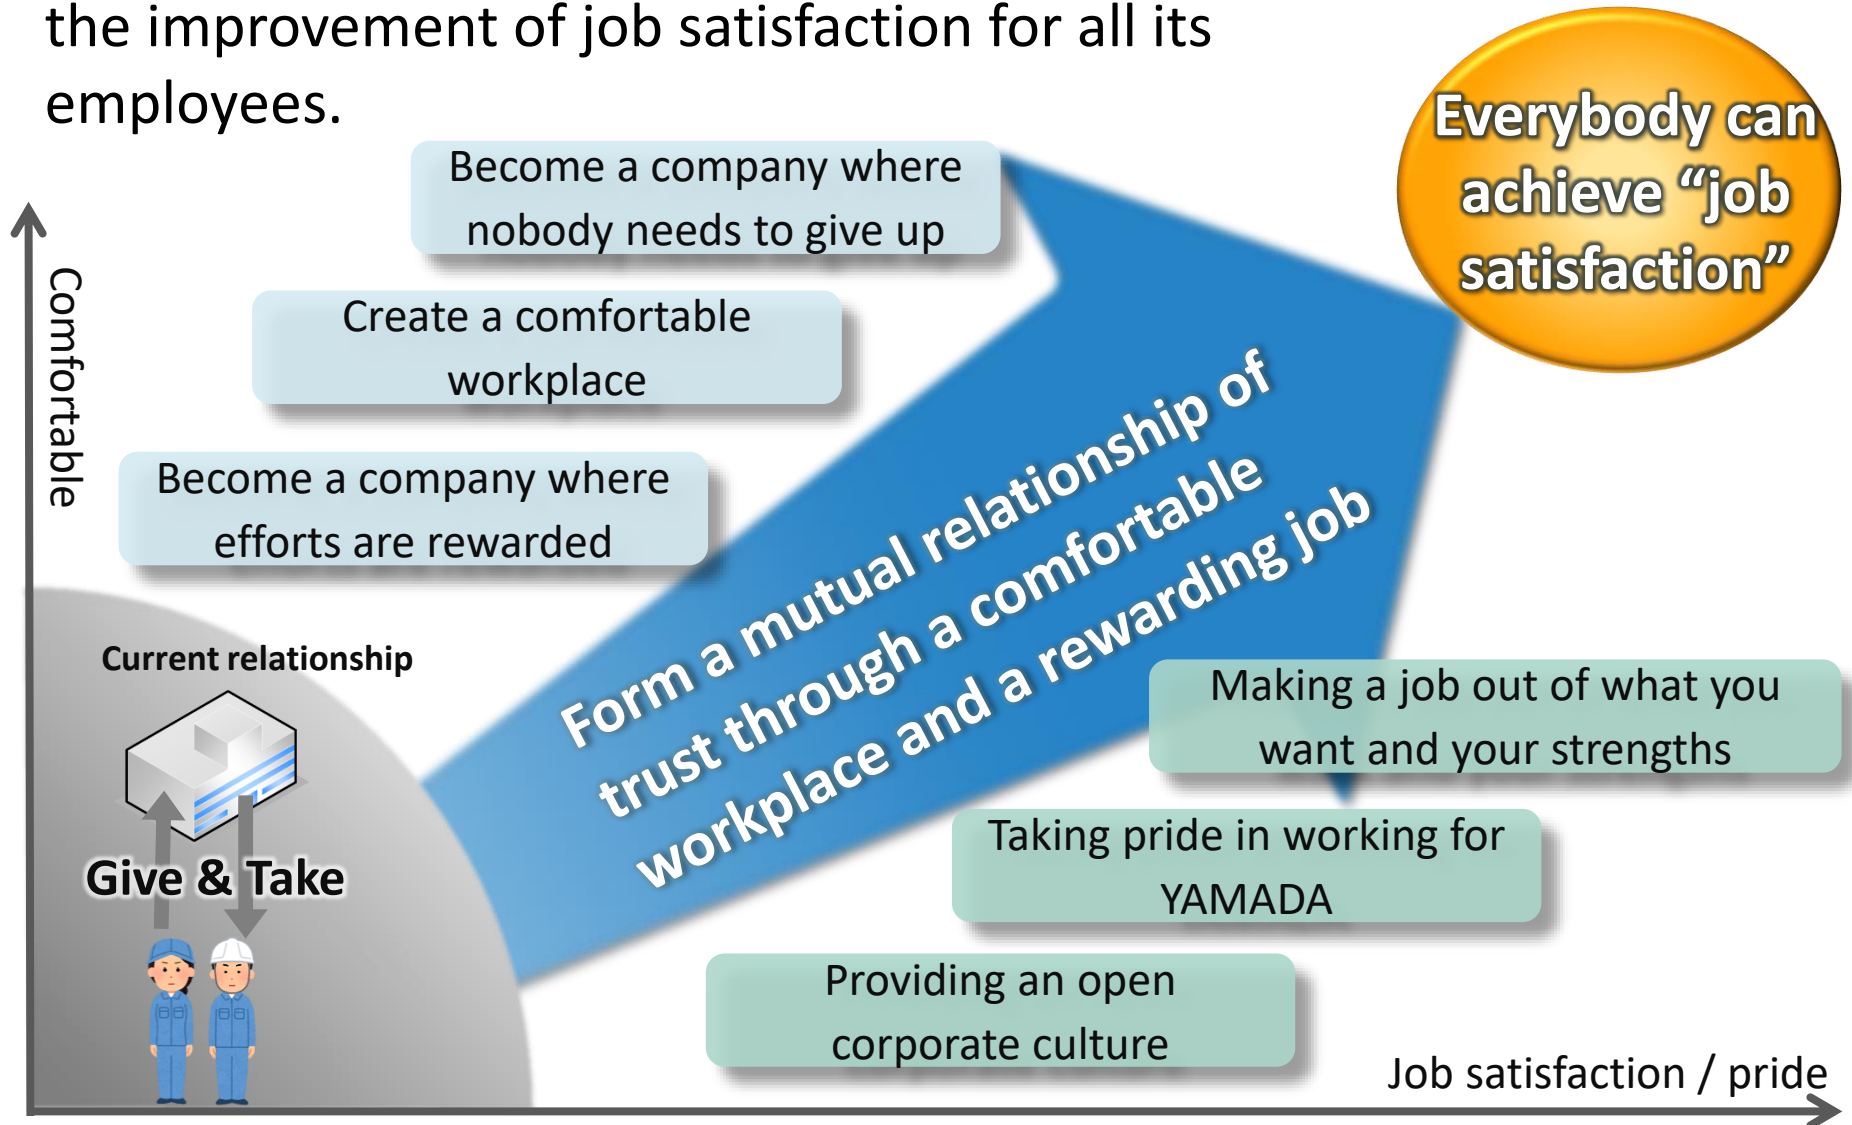 the improvement of job satisfaction for all its
employees.
Everybody can
achieve “job
satisfaction”
Become a company where
nobody needs to give up
Create a comfortable
workplace
Become a company where
efforts are rewarded
Comfortable
Form a mutual relationship of
trust through a comfortable
workplace and a rewarding job
Current relationship
Give & Take
Making a job out of what you
want and your strengths
Taking pride in working for
YAMADA
Providing an open
corporate culture
Job satisfaction / pride